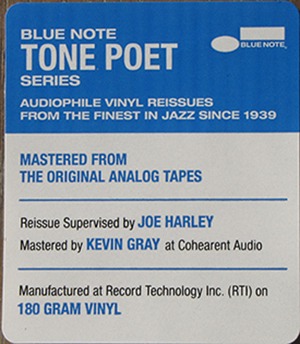 BLUE NOTE
TONE POET
SERIES
BLUE NOTE.
AUDIOPHILE VINYL REISSUES
FROM THE FINEST IN JAZZ SINCE 1939
MASTERED FROM
THE ORIGINAL ANALOG TAPES
Reissue Supervised by JOE HARLEY
Mastered by KEVIN GRAY at Cohearent Audio
Manufactured at Record Technology Inc. (RTI) on
180 GRAM VINYL